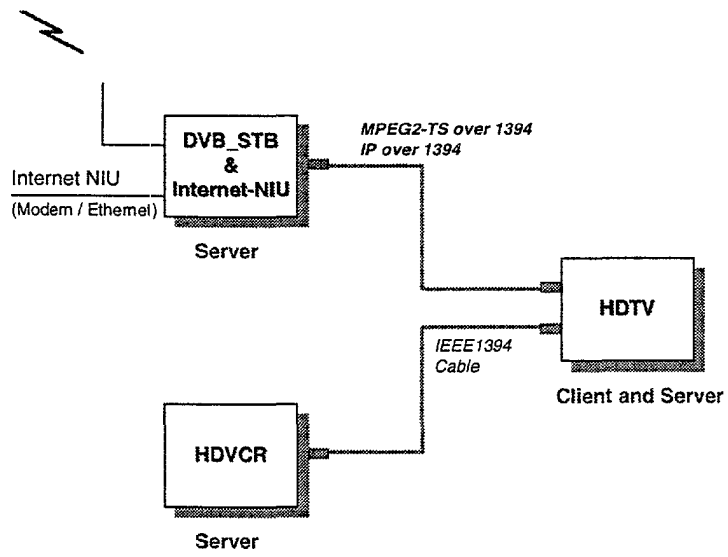 DVB_STB
&
Internet-NIU
MPEG2-TS over 1394
IP over 1394
Internet NIU
(Modem / Ethernel)
Server
HDTV
IEEE1394
Cable
Client and Server
HDVCR
Server